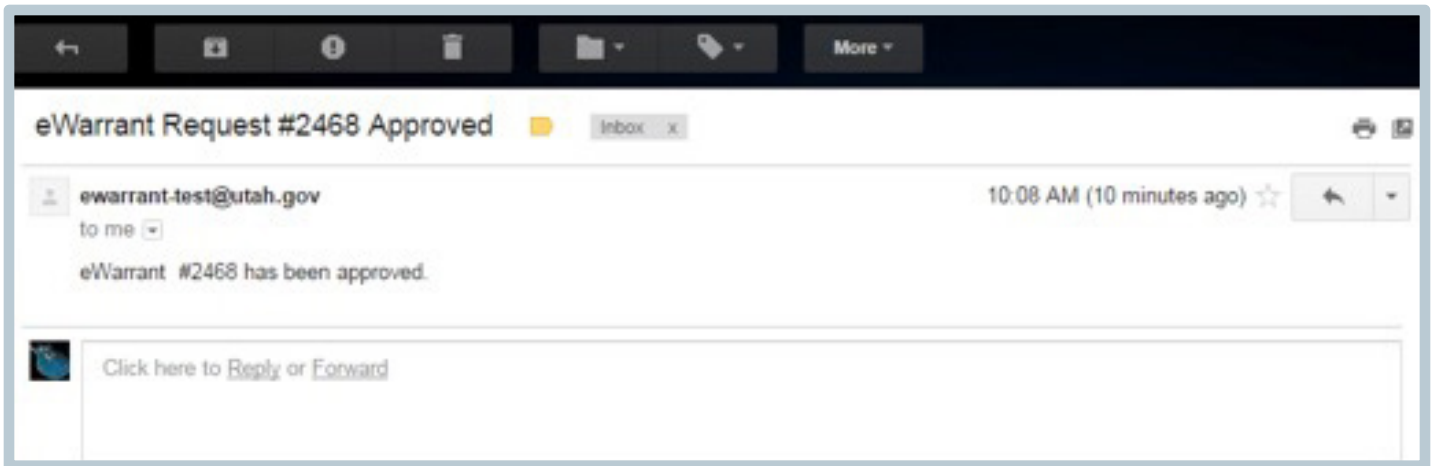 More
eWarrant Request #2468 Approved Inbox x
ewarrant-test@utah.gov 10:08 AM (10 minutes ago)
to me
eWarrant #2468 has been approved.
Click here to Reply or Forward